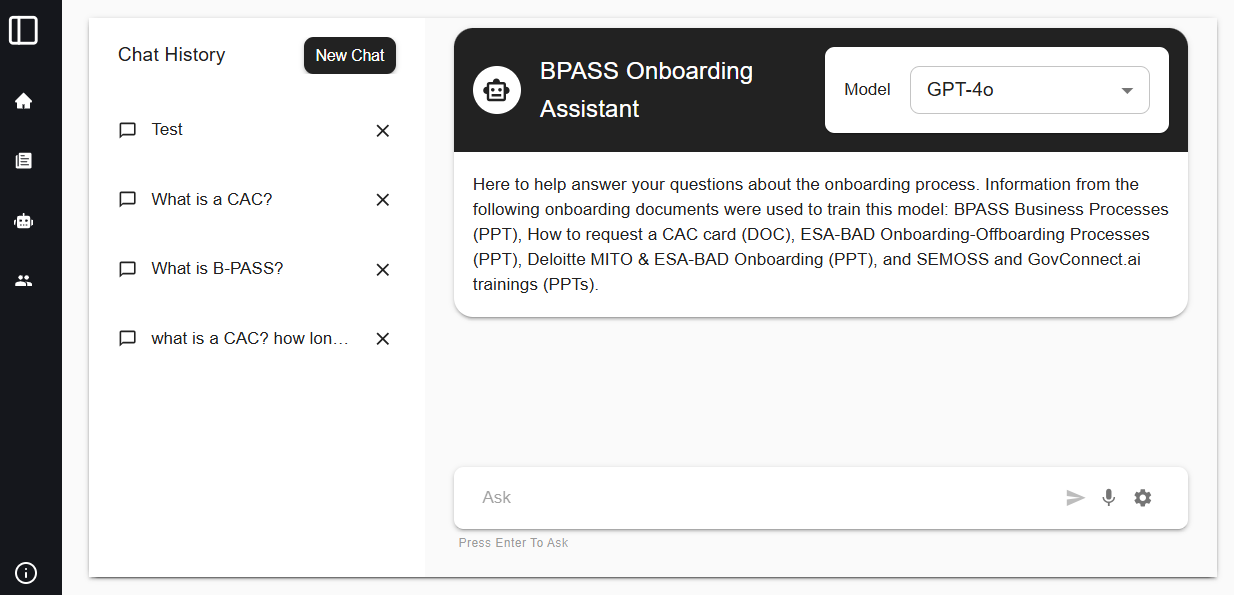 Chat History
New Chat
Test
What is a CAC?
What is B-PASS?
what is a CAC? how lon…
BPASS Onboarding
Assistant
Model
GPT-4o
Here to help answer your questions about the onboarding process. Information from the
following onboarding documents were used to train this model: BPASS Business Processes
(PPT), How to request a CAC card (DOC), ESA-BAD Onboarding-Offboarding Processes
(PPT), Deloitte MITO & ESA-BAD Onboarding (PPT), and SEMOSS and GovConnect.ai
trainings (PPTs).
Ask
Press Enter To Ask